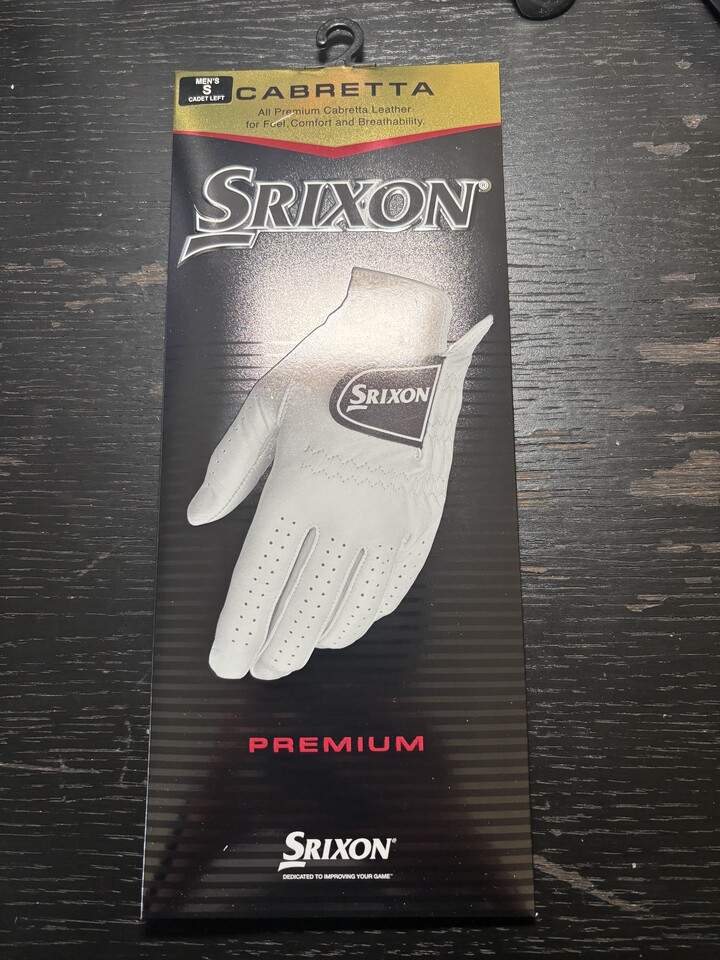 MEN'S
S
CADET LEFT
CABRETTA
All Premium Cabretta Leather
for Feel, Comfort and Breathability.
SRIXON®
SRIXON
PREMIUM
SRIXON®
DEDICATED TO IMPROVING YOUR GAME™